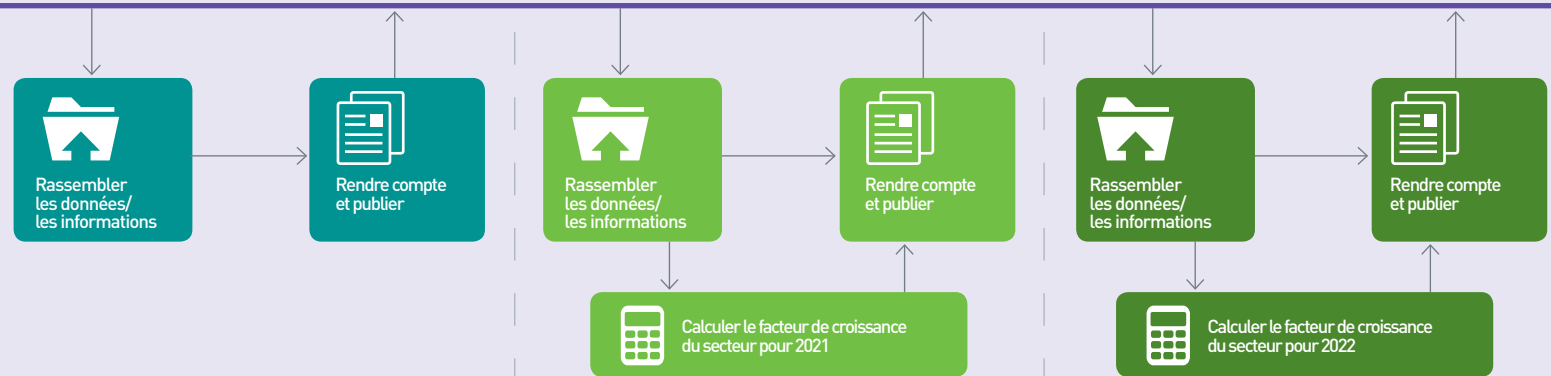 Rassembler
les données/
les informations
Rendre compte
et publier
Rassembler
les données/
les informations
Rendre compte
et publier
Rassembler
les données/
les informations
Rendre compte
et publier
Calculer le facteur de croissance
du secteur pour 2021
Calculer le facteur de croissance
du secteur pour 2022